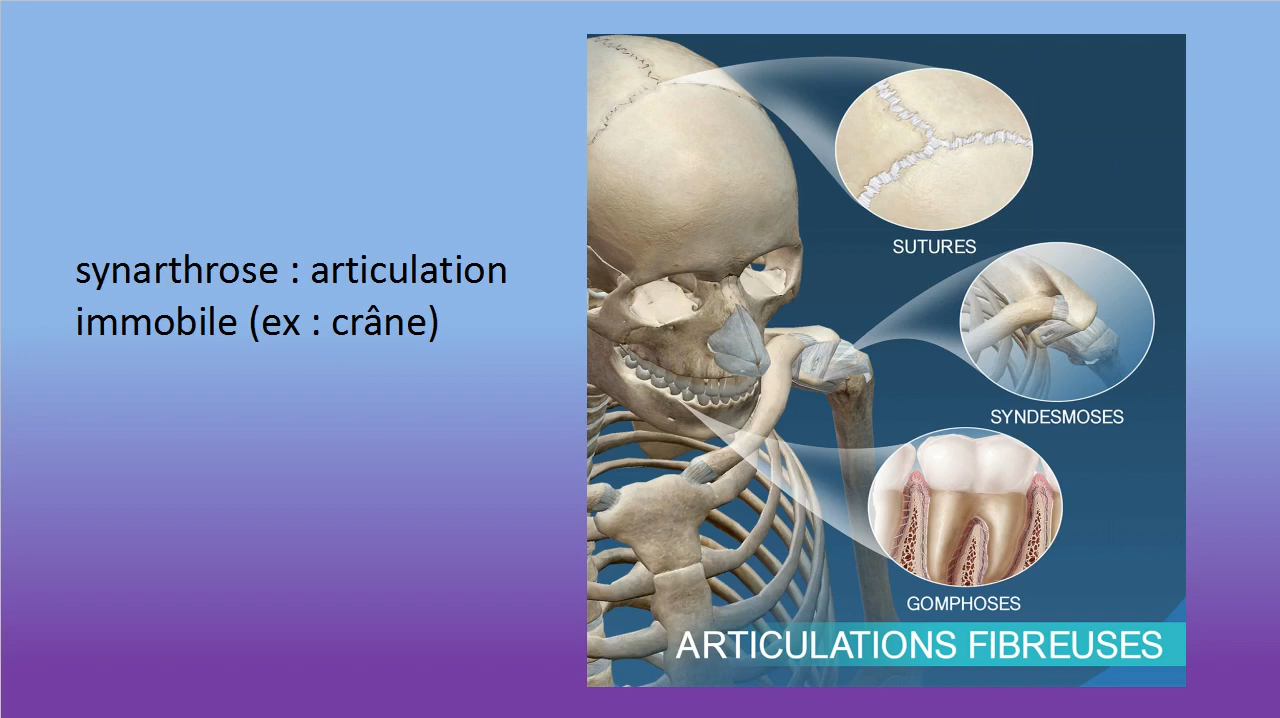 synarthrose : articulation
immobile (ex : crâne)
SUTURES
SYNDESMOSES
GOMPHOSES
ARTICULATIONS FIBREUSES